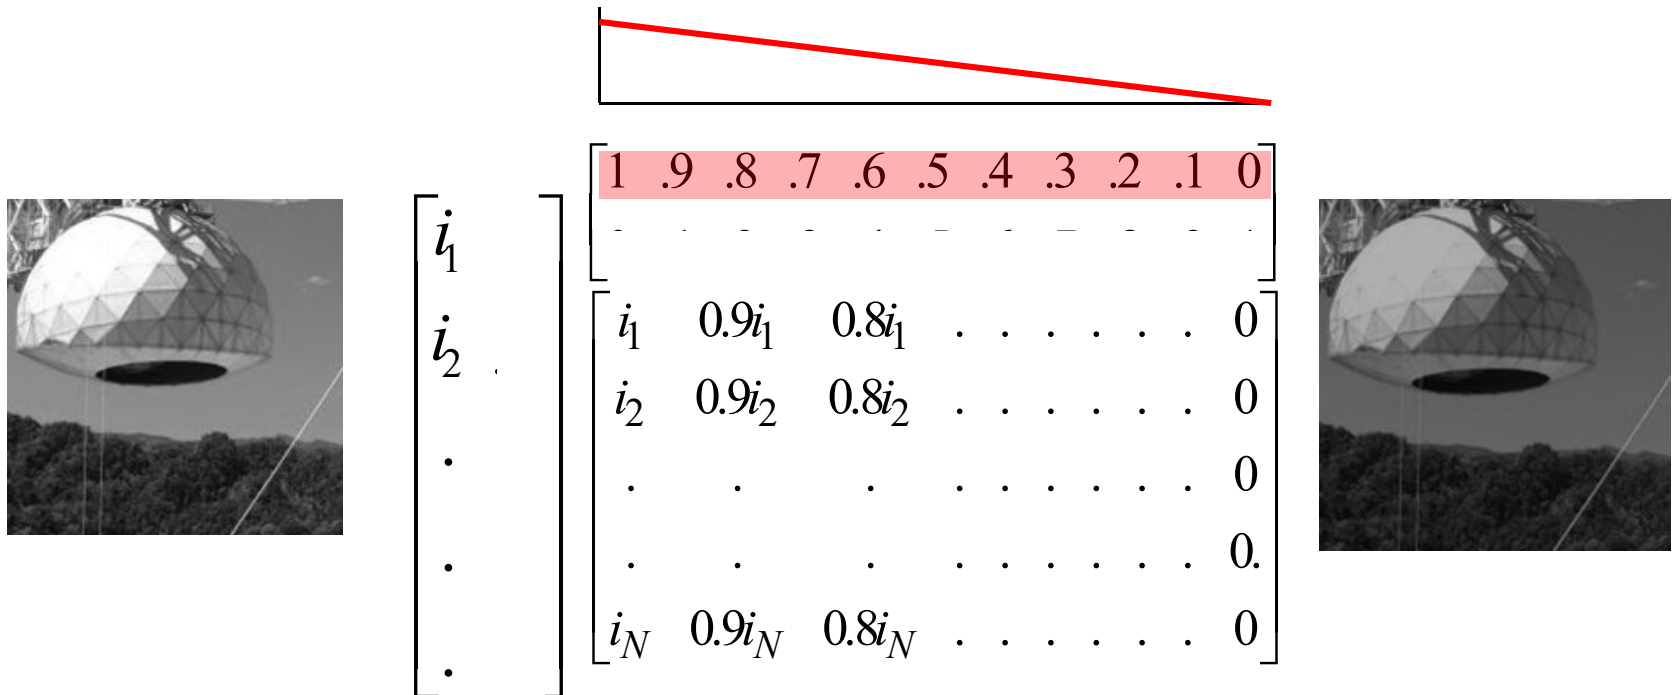 1 .9 .8 .7 .6 .5 .4 .3 .2 .1 0
i1
i2 .
.
.
.
i1 0.9i1 0.8i1 . . . . . . 0
i2 0.9i2 0.8i2 . . . . . . 0
. . . . . . . . . 0
. . . . . . . . . 0.
iN 0.9iN 0.8iN . . . . . . 0